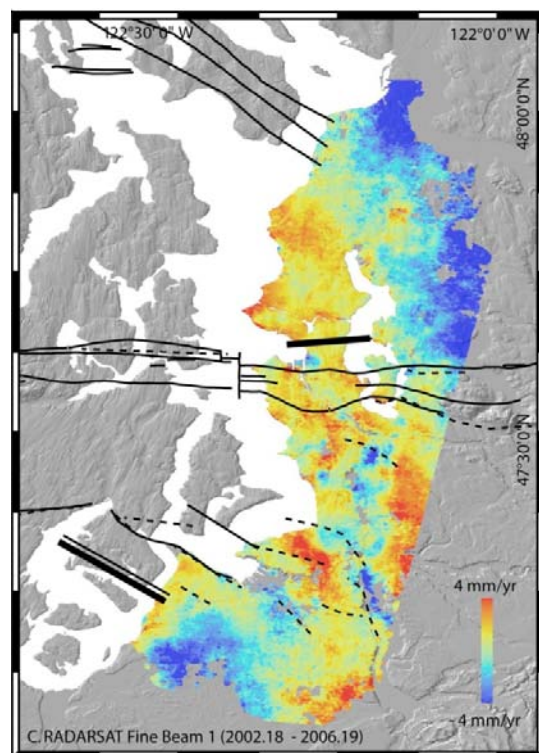 122°30' 0" W
122°0' 0" W
48°00'0"N
47°30'0"N
4 mm/yr
- 4 mm/yr
C. RADARSAT Fine Beam 1 (2002.18 - 2006.19)